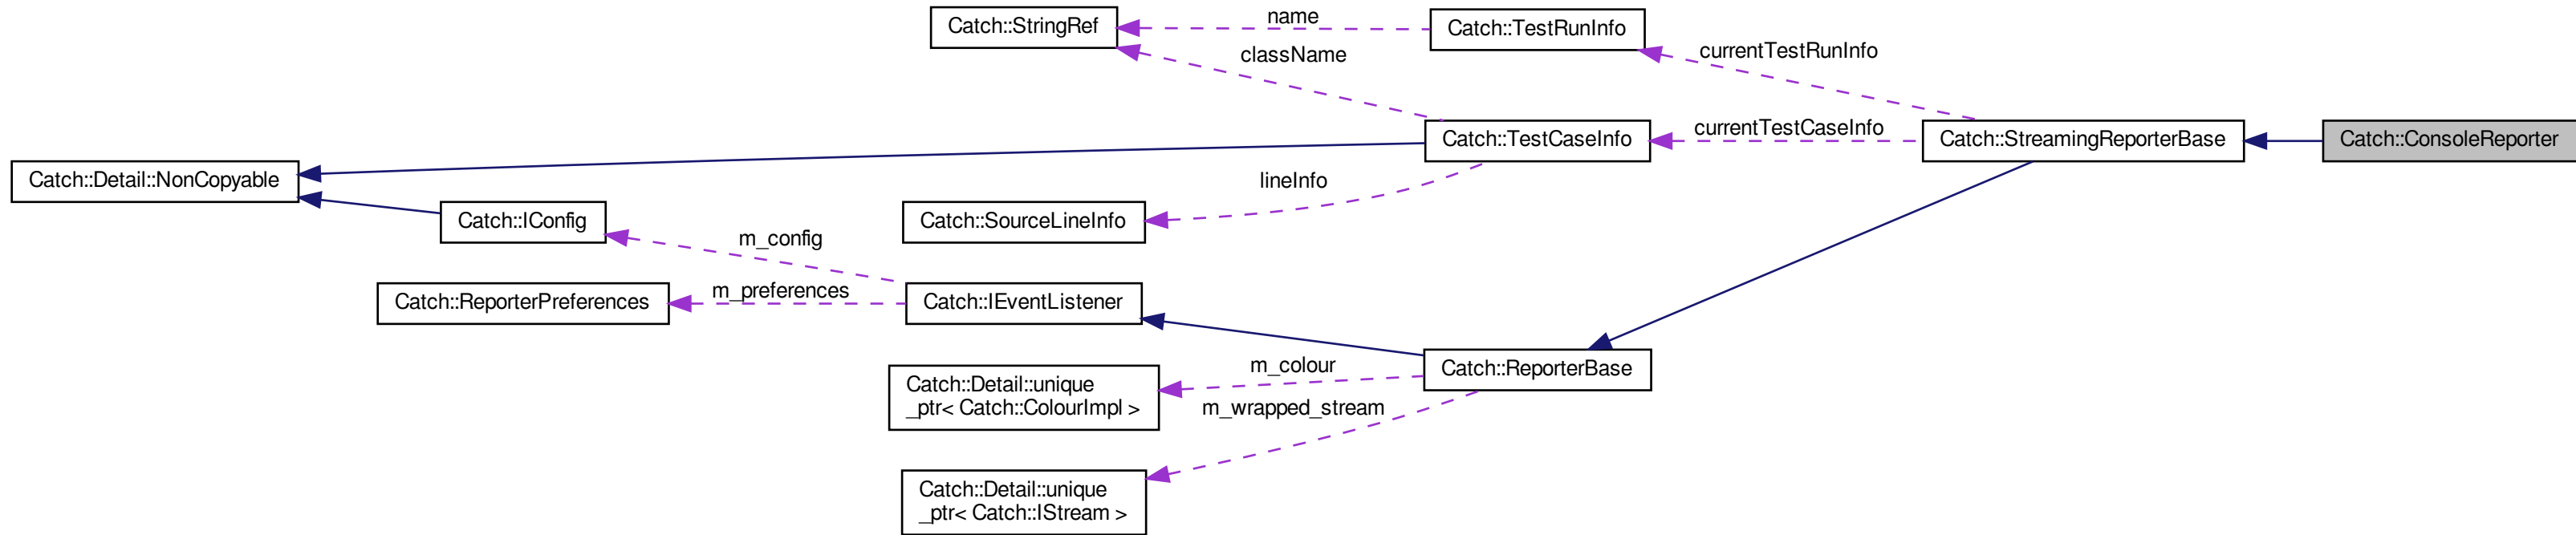 Catch::StringRef
name
Catch::TestRunInfo
className
currentTestRunInfo
Catch::TestCaseInfo
currentTestCaseInfo
Catch::StreamingReporterBase
Catch::ConsoleReporter
Catch::Detail::NonCopyable
lineInfo
Catch::IConfig
Catch::SourceLineInfo
m_config
Catch::ReporterPreferences
m_preferences
Catch::IEventListener
m_colour
Catch::ReporterBase
Catch::Detail::unique
_ptr< Catch::ColourImpl >
m_wrapped_stream
Catch::Detail::unique
_ptr< Catch::IStream >